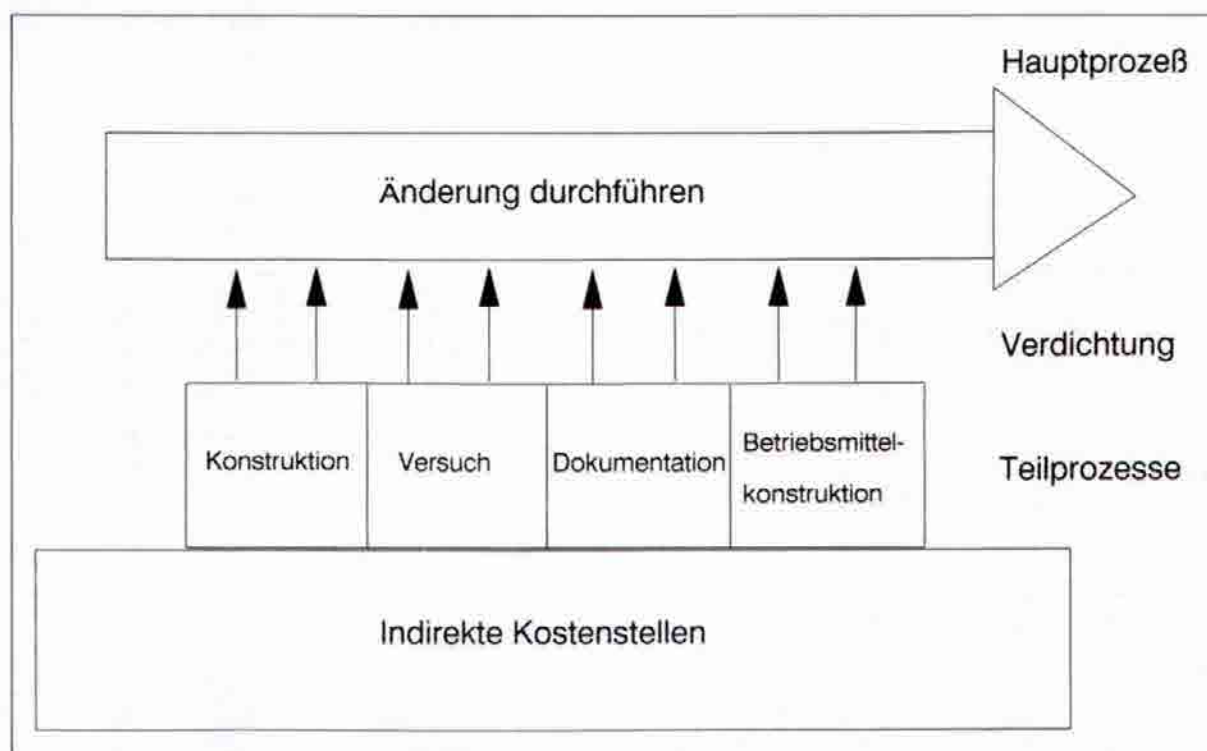 Hauptprozeß
Änderung durchführen
Verdichtung
Konstruktion
Versuch
Dokumentation
Betriebsmittel-
konstruktion
Teilprozesse
Indirekte Kostenstellen